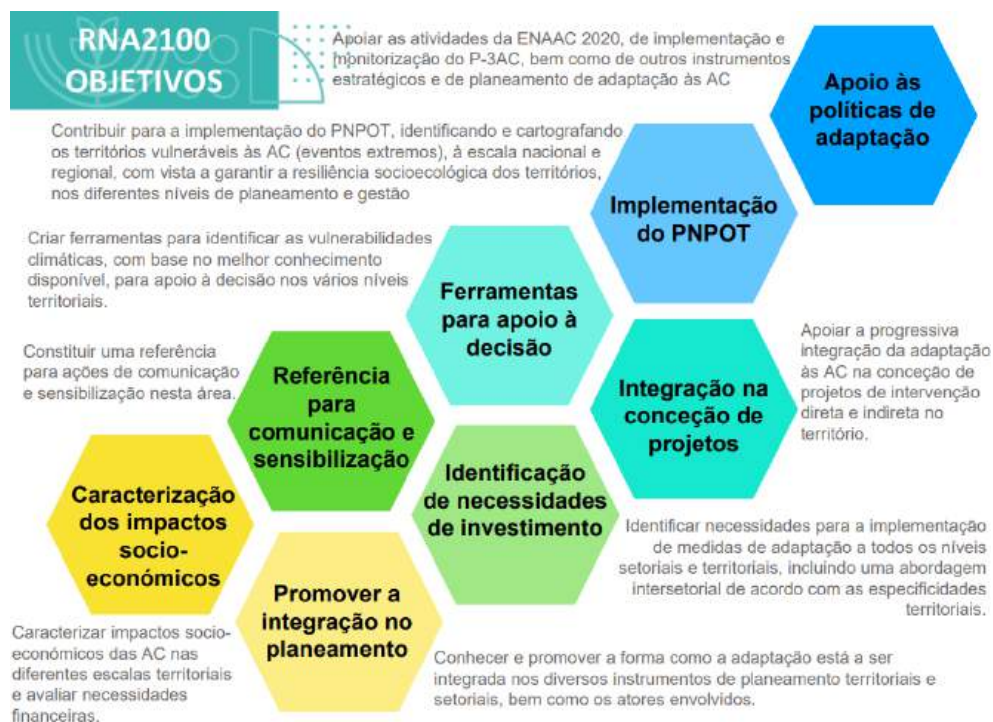 RNA2100
OBJETIVOS
Apoiar as atividades da ENAAC 2020, de implementação e
monitorização do P-3AC, bem como de outros instrumentos
estratégicos e de planeamento de adaptação às AC
Apoio às
políticas de
adaptação
Contribuir para a implementação do PNPOT, identificando e cartografando
os territórios vulneráveis às AC (eventos extremos), à escala nacional e
regional, com vista a garantir a resiliência socioecológica dos territórios,
nos diferentes níveis de planeamento e gestão
Implementação
do PNPOT
Criar ferramentas para identificar as vulnerabilidades
climáticas, com base no melhor conhecimento
disponível, para apoio à decisão nos vários níveis
territoriais.
Ferramentas
para apoio à
decisão
Constituir uma referência
para ações de comunicação
e sensibilização nesta área.
Referência
para
comunicação e
sensibilização
Integração na
conceção de
projetos
Apoiar a progressiva
integração da adaptação
às AC na conceção de
projetos de intervenção
direta e indireta no
território.
Caracterização
dos impactos
socio-
económicos
Identificação
de necessidades
de investimento
Identificar necessidades para a implementação
de medidas de adaptação a todos os níveis
setoriais e territoriais, incluindo uma abordagem
intersetorial de acordo com as especificidades
territoriais.
Promover a
integração no
planeamento
Caracterizar impactos socio-
económicos das AC nas
diferentes escalas territoriais
e avaliar necessidades
financeiras.
Conhecer e promover a forma como a adaptação está a ser
integrada nos diversos instrumentos de planeamento territoriais e
setoriais, bem como os atores envolvidos.